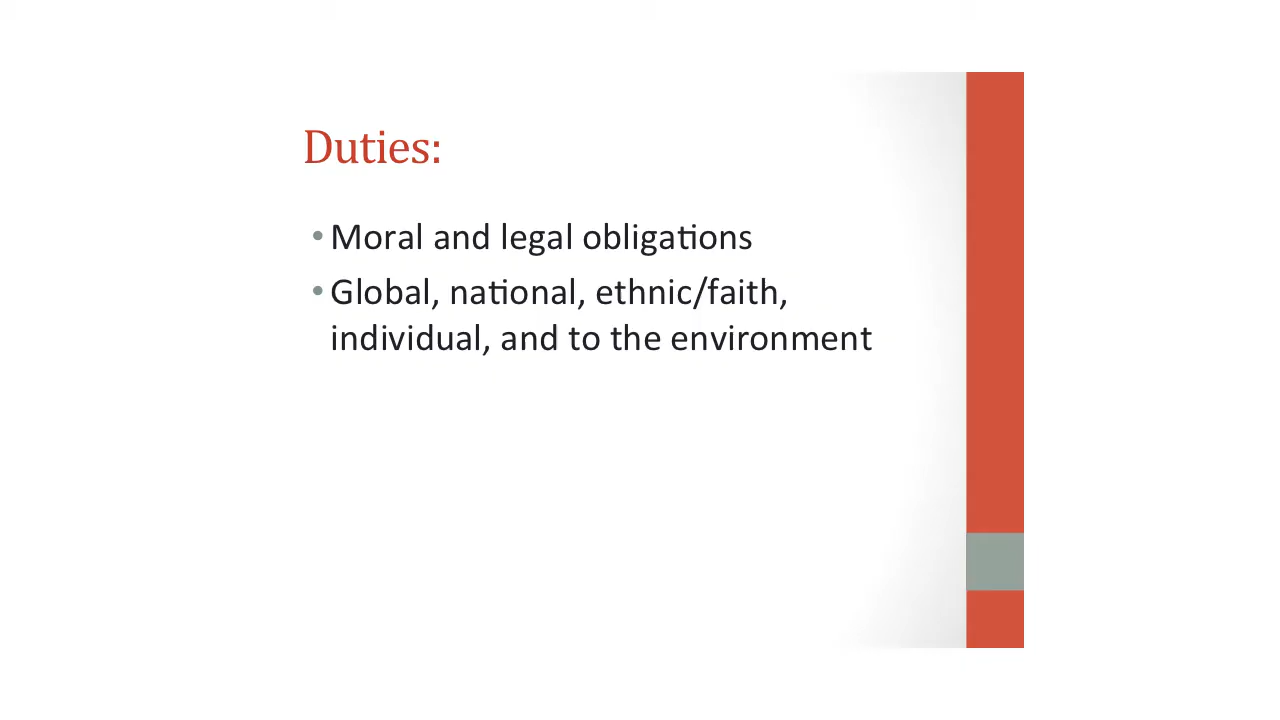 Duties:
• Moral and legal obligations
• Global, national, ethnic/faith,
individual, and to the environment